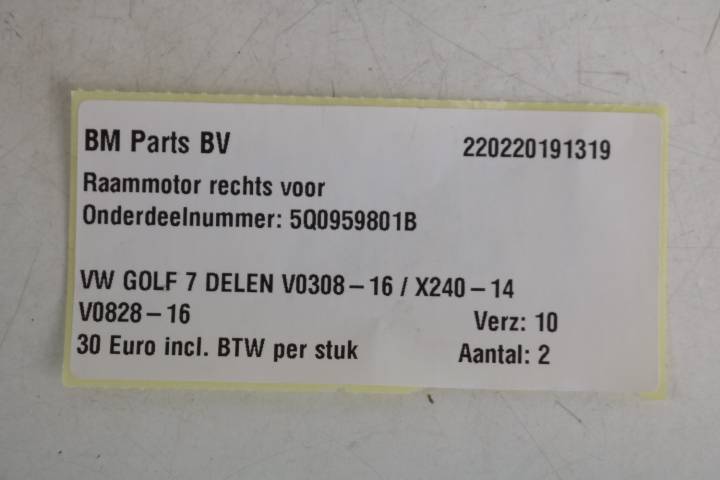 BM Parts BV 220220191319
Raammotor rechts voor
Onderdeelnummer: 5Q0959801B
VW GOLF 7 DELEN V0308-16 / X240-14
V0828-16 Verz: 10
30 Euro incl. BTW per stuk Aantal: 2